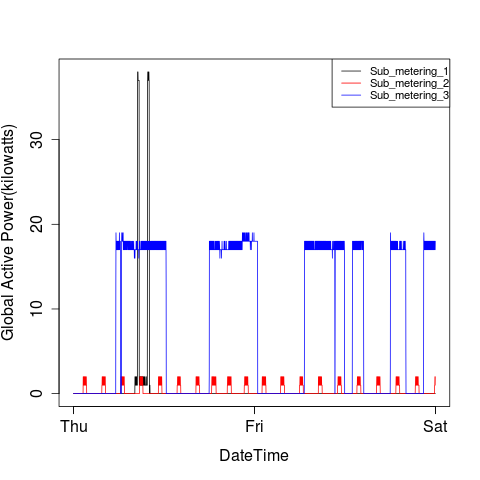 Sub_metering_1
Sub_metering_2
Sub_metering_3
Global Active Power(kilowatts)
30
20
10
0
Thu Fri Sat
DateTime